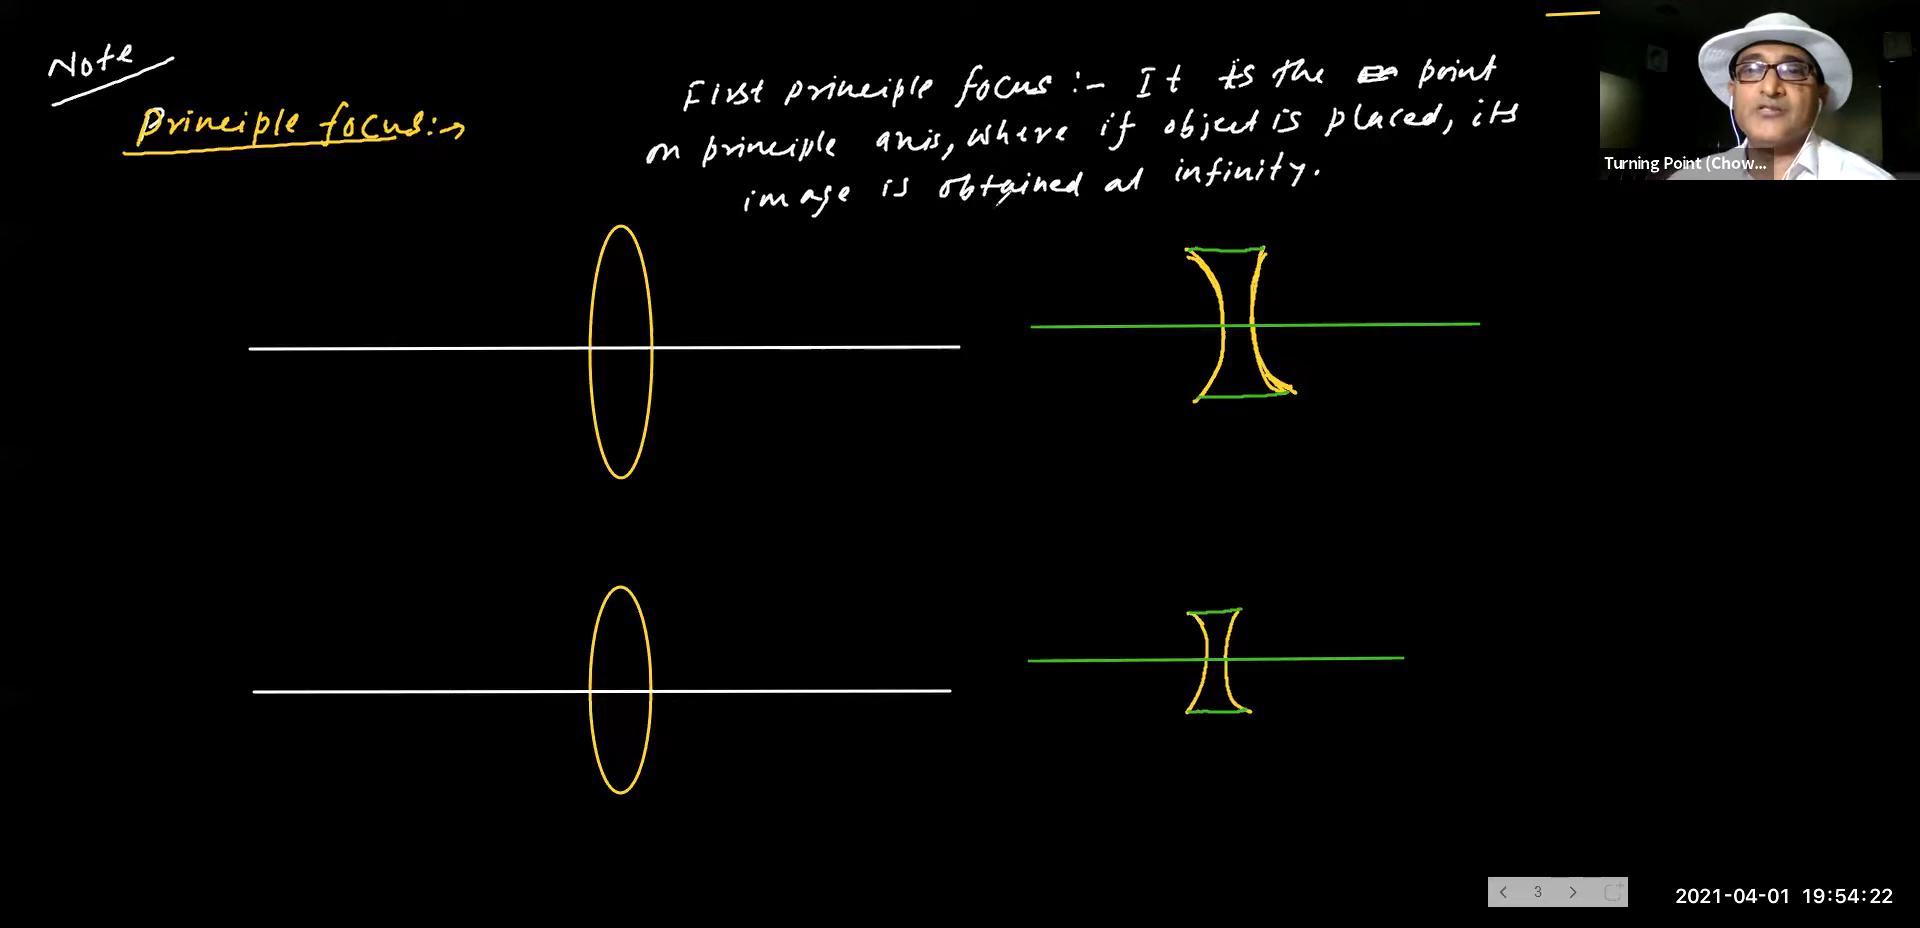 Note
Principle focus:→
First principle focus:- It is the point
on principle axis, where if object is placed, its
image is obtained at infinity.
Turning Point (Chow...
3
2021-04-01 19:54:22